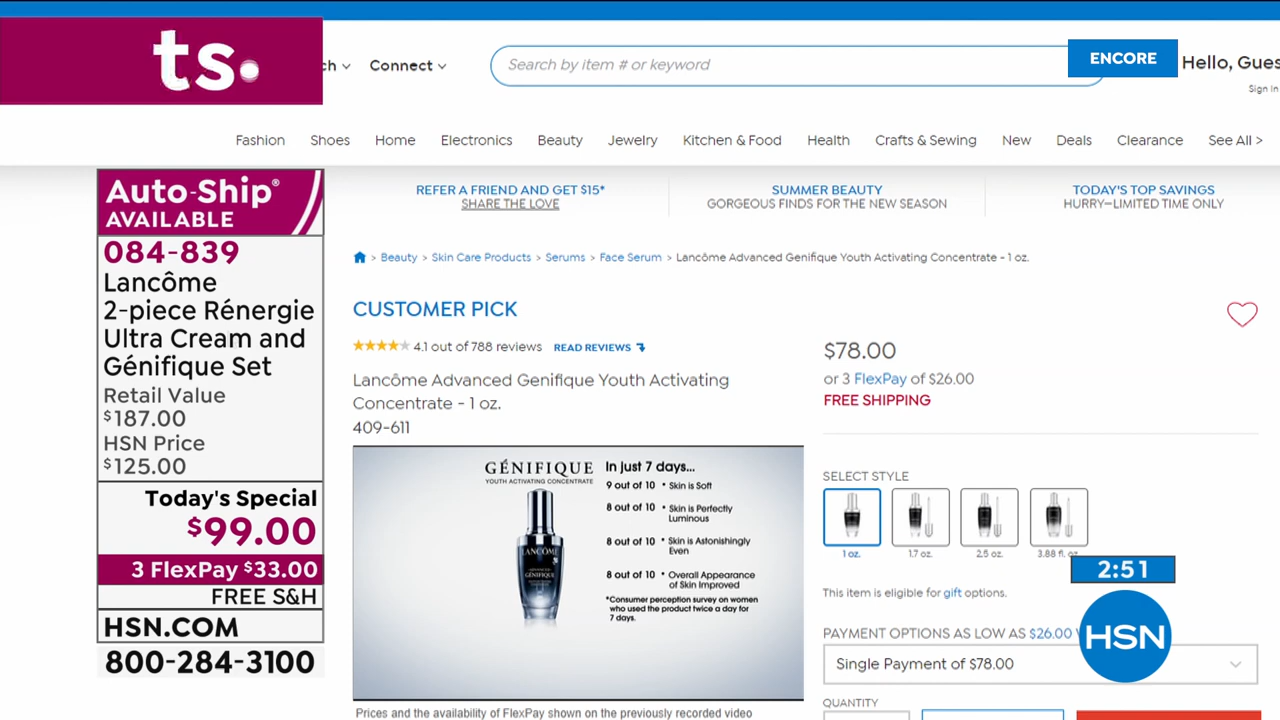 ts.
ch
Connect
Search by item # or keyword
ENCORE
Hello, Gues
Sign In
Fashion
Shoes
Home
Electronics
Beauty
Jewelry
Kitchen & Food
Health
Crafts & Sewing
New
Deals
Clearance
See All >
Auto-Ship®
AVAILABLE
084-839
Lancôme
2-piece Rénergie
Ultra Cream and
Génifique Set
Retail Value
$187.00
HSN Price
$125.00
Today's Special
$99.00
3 FlexPay $33.00
FREE S&H
HSN.COM
800-284-3100
REFER A FRIEND AND GET $15*
SHARE THE LOVE
SUMMER BEAUTY
GORGEOUS FINDS FOR THE NEW SEASON
TODAY'S TOP SAVINGS
HURRY—LIMITED TIME ONLY
> Beauty > Skin Care Products > Serums > Face Serum > Lancôme Advanced Genifique Youth Activating Concentrate - 1 oz.
CUSTOMER PICK
4.1 out of 788 reviews READ REVIEWS
Lancôme Advanced Genifique Youth Activating
Concentrate - 1 oz.
409-611
GÉNIFIQUE
YOUTH ACTIVATING CONCENTRATE
LANCÔME
ADVANCED
GÉNIFIQUE
In just 7 days...
9 out of 10 • Skin is Soft
8 out of 10 • Skin is Perfectly
Luminous
8 out of 10 • Skin is Astonishingly
Even
8 out of 10 • Overall Appearance
of Skin Improved
*Consumer perception survey on women
who used the product twice a day for
7 days.
Prices and the availability of FlexPay shown on the previously recorded video
$78.00
or 3 FlexPay of $26.00
FREE SHIPPING
SELECT STYLE
1 oz.
1.7 oz.
2.5 oz.
3.88 fl. oz.
2:51
This item is eligible for gift options.
PAYMENT OPTIONS AS LOW AS $26.00
HSN
Single Payment of $78.00
QUANTITY